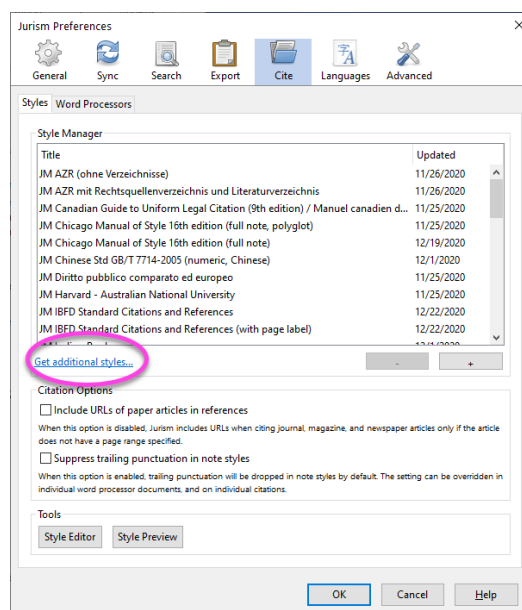 Jurism Preferences
General Sync Search Export Cite Languages Advanced
Styles Word Processors
Style Manager
Title Updated
JM AZR (ohne Verzeichnisse) 11/26/2020
JM AZR mit Rechtsquellenverzeichnis und Literaturverzeichnis 11/26/2020
JM Canadian Guide to Uniform Legal Citation (9th edition) / Manuel canadien d... 11/25/2020
JM Chicago Manual of Style 16th edition (full note, polyglot) 11/25/2020
JM Chicago Manual of Style 16th edition (full note) 12/19/2020
JM Chinese Std GB/T 7714-2005 (numeric, Chinese) 12/1/2020
JM Diritto pubblico comparato ed europeo 11/25/2020
JM Harvard - Australian National University 11/25/2020
JM IBFD Standard Citations and References 12/22/2020
JM IBFD Standard Citations and References (with page label) 12/22/2020
Get additional styles... - +
Citation Options
Include URLs of paper articles in references
When this option is disabled, Jurism includes URLs when citing journal, magazine, and newspaper articles only if the article
does not have a page range specified.
Suppress trailing punctuation in note styles
When this option is enabled, trailing punctuation will be dropped in note styles by default. The setting can be overridden in
individual word processor documents, and on individual citations.
Tools
Style Editor Style Preview
OK Cancel Help